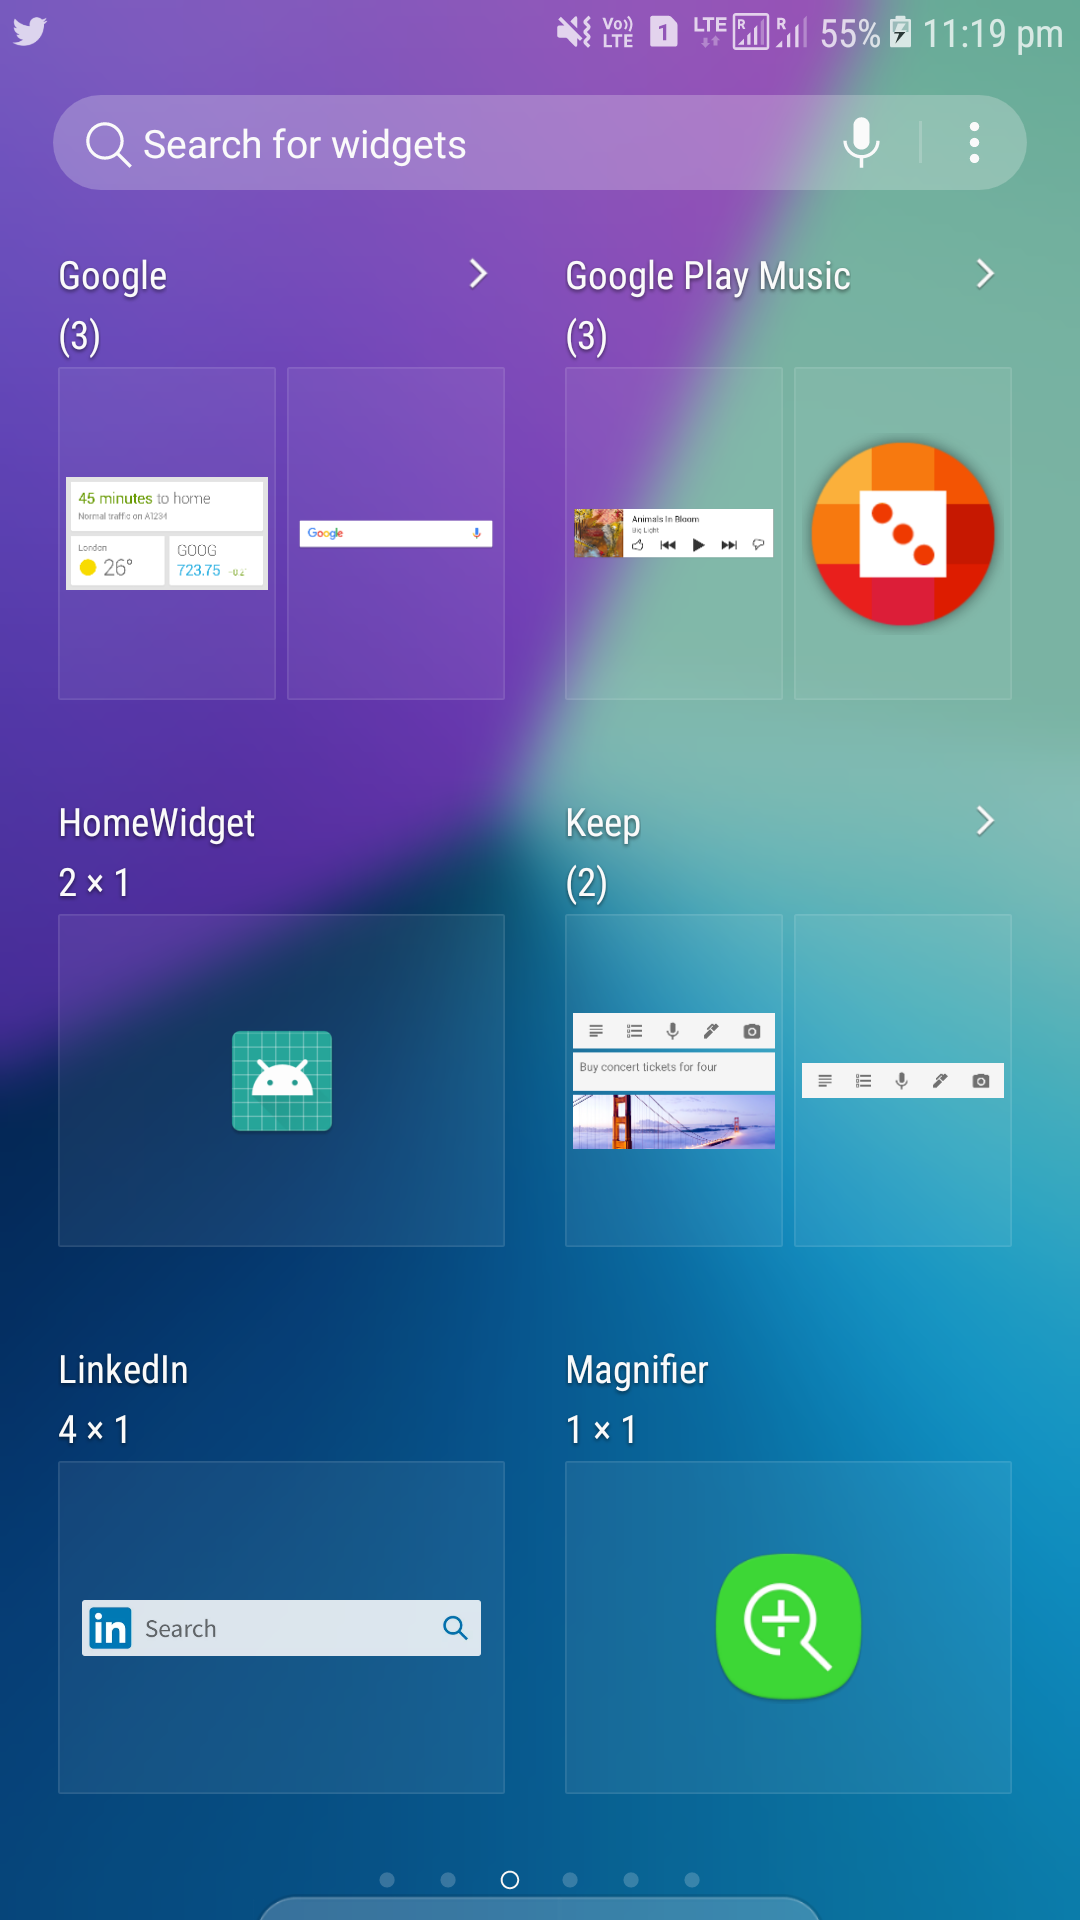 Vo)) LTE 1 LTE R R 55% 11:19 pm
Search for widgets
Google
(3)
Google Play Music
(3)
45 minutes to home
Normal traffic on A1234
London
26°
GOOG
723.75
Google
Animals In Bloom
Big Light
HomeWidget
2 × 1
Keep
(2)
Buy concert tickets for four
LinkedIn
4 × 1
Magnifier
1 × 1
in Search